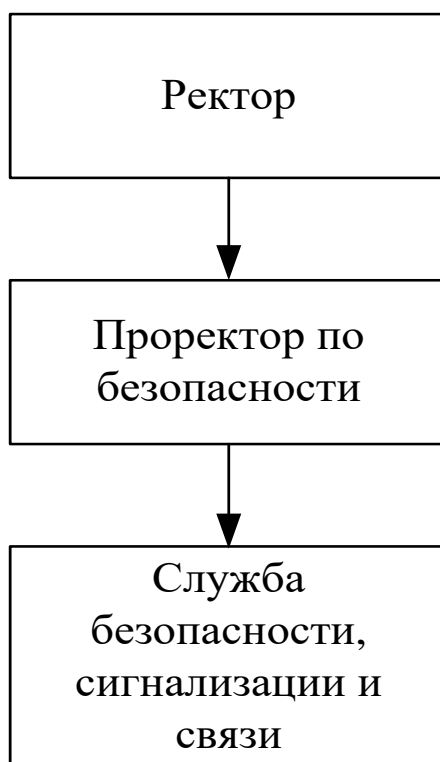 Ректор
Проректор по
безопасности
Служба
безопасности,
сигнализации и
связи